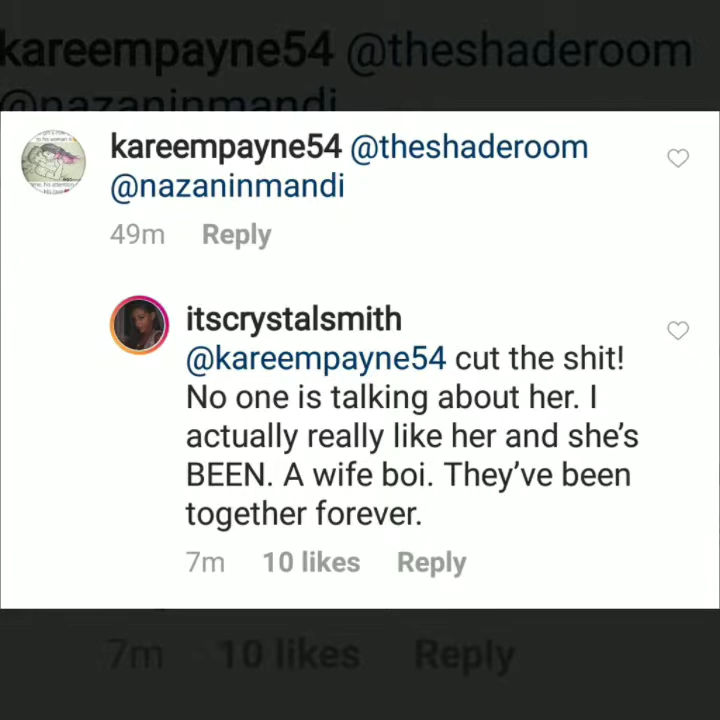 kareempayne54 @theshaderoom
@nazaninmandi
kareempayne54 @theshaderoom
@nazaninmandi
49m Reply
itscrystalsmith
@kareempayne54 cut the shit!
No one is talking about her. I
actually really like her and she's
BEEN. A wife boi. They've been
together forever.
7m 10 likes Reply
7m 10 likes Reply